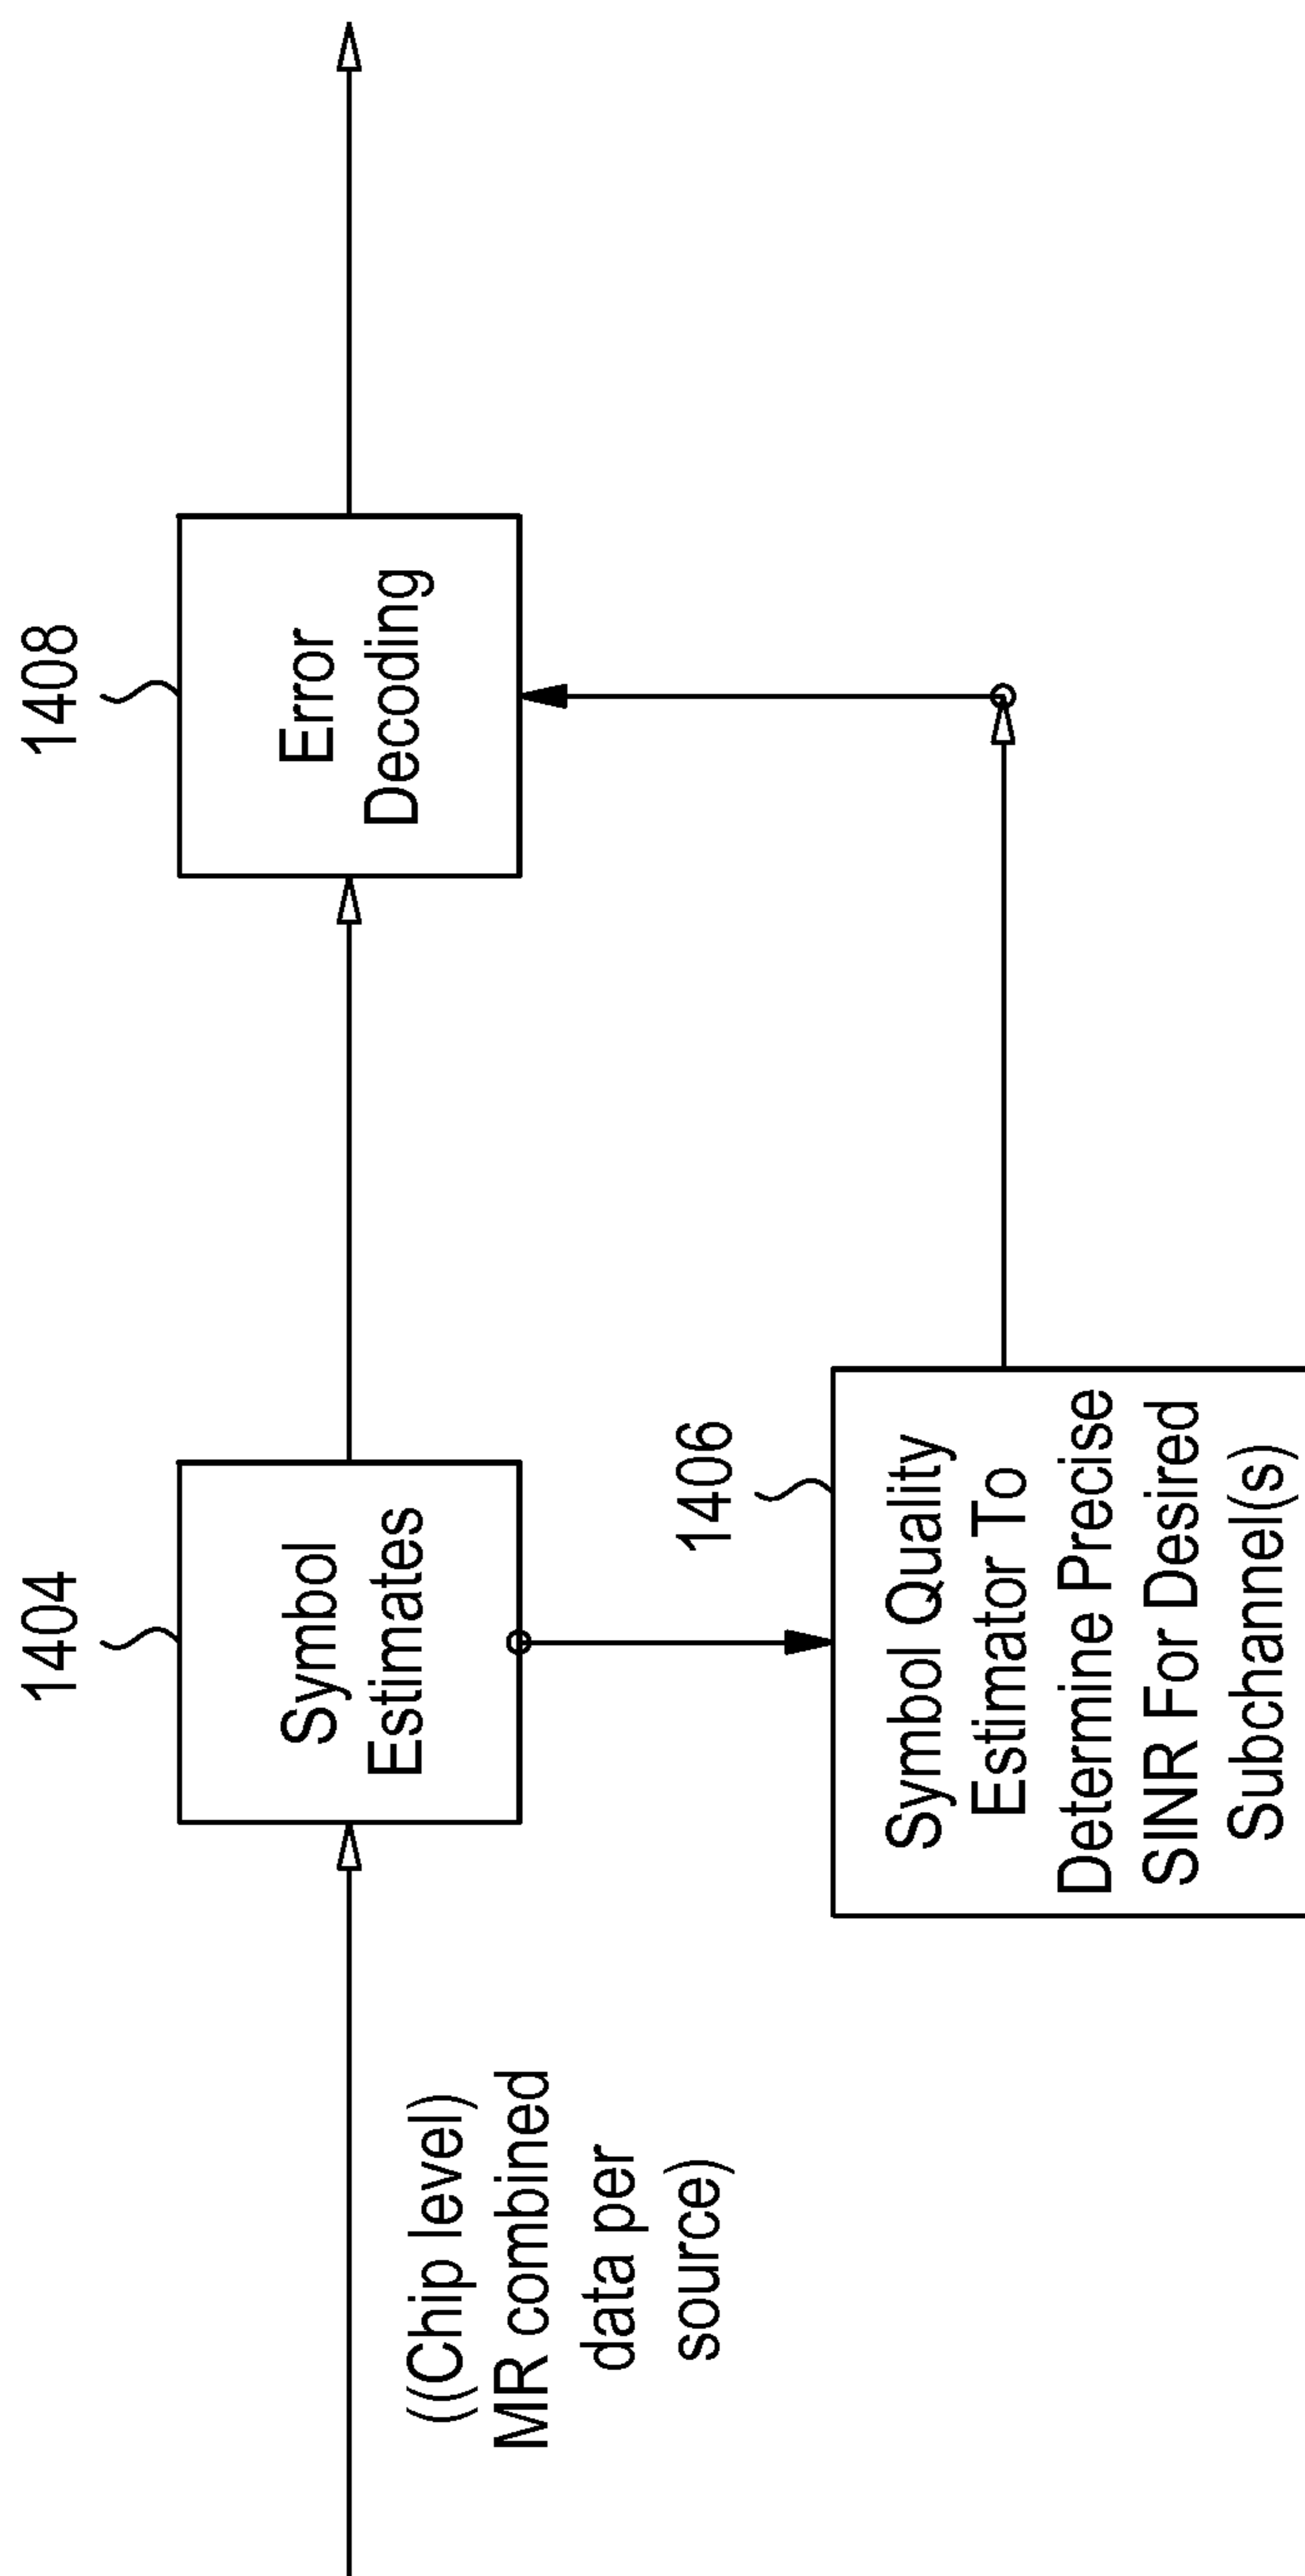 ((Chip level)
MR combined
data per
source)
1404
Symbol
Estimates
1406
Symbol Quality
Estimator To
Determine Precise
SINR For Desired
Subchannel(s)
1408
Error
Decoding